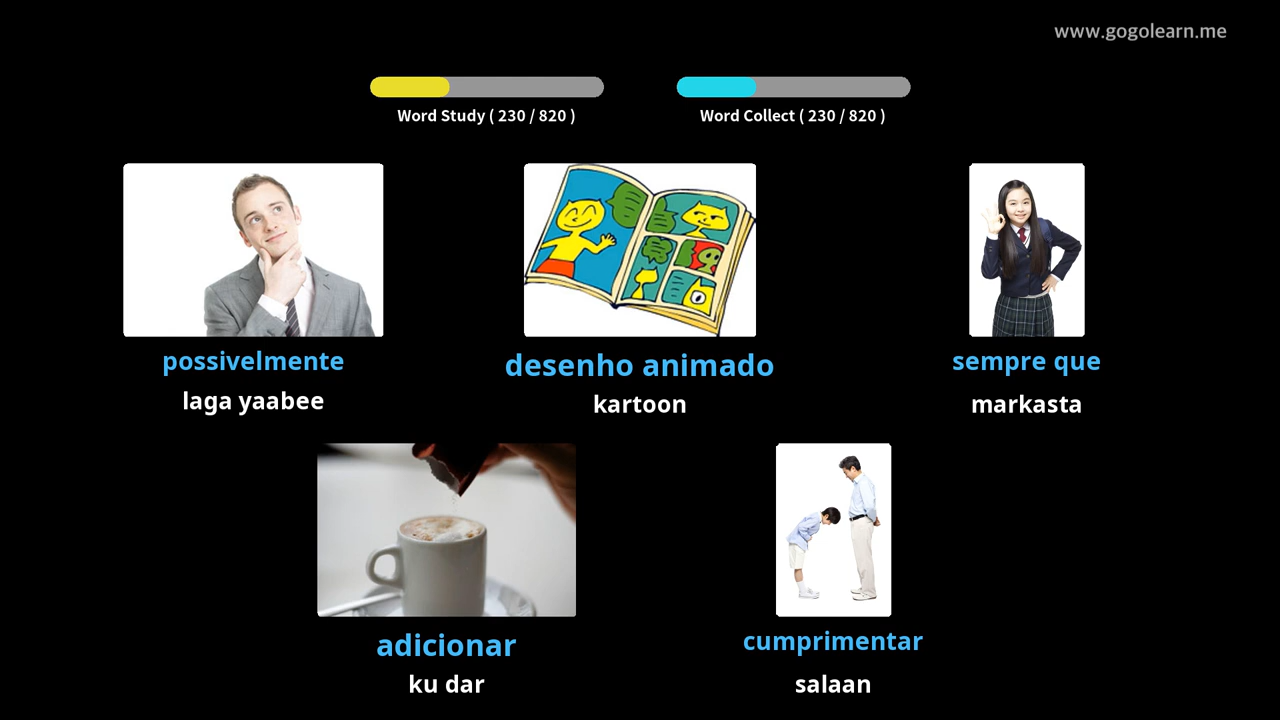 www.gogolearn.me
Word Study ( 230 / 820 )
Word Collect ( 230 / 820 )
possivelmente
laga yaabee
desenho animado
kartoon
sempre que
markasta
adicionar
ku dar
cumprimentar
salaan